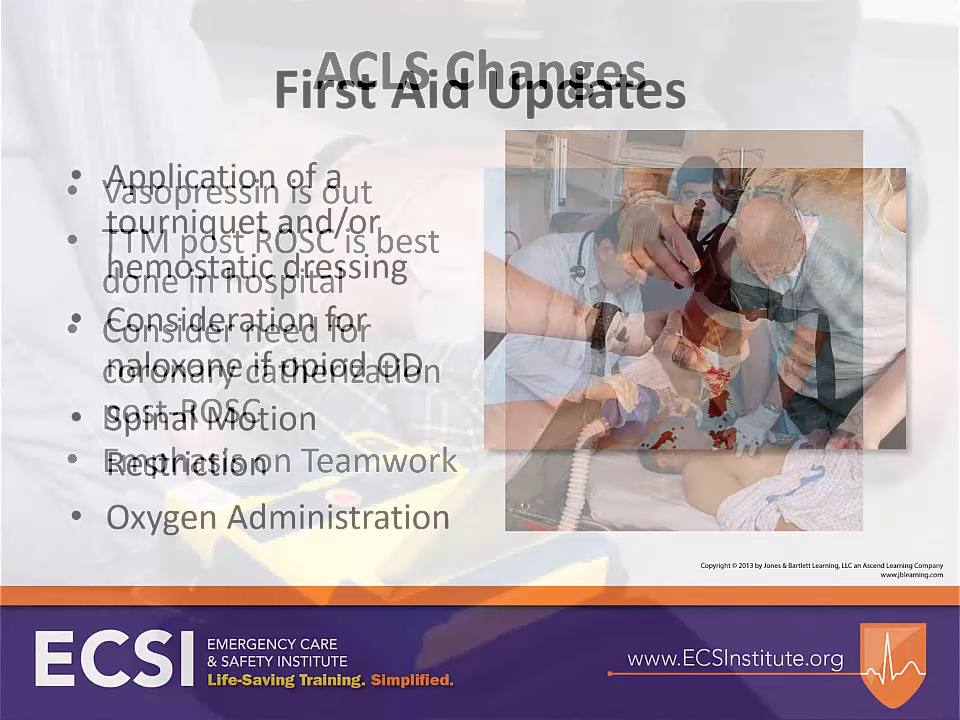 ACLS Changes
• Vasopressin is out
• TTM post ROSC is best
done in hospital
• Consider need for
coronary catherization
post-ROSC
• Emphasis on Teamwork
First Aid Updates
• Application of a
tourniquet and/or
hemostatic dressing
• Consideration for
naloxone if opiod OD
• Spinal Motion
Restriction
• Oxygen Administration
Copyright © 2013 by Jones & Bartlett Learning, LLC an Ascend Learning Company
www.jblearning.com
ECSI
EMERGENCY CARE
& SAFETY INSTITUTE
Life-Saving Training. Simplified.
www.ECSInstitute.org